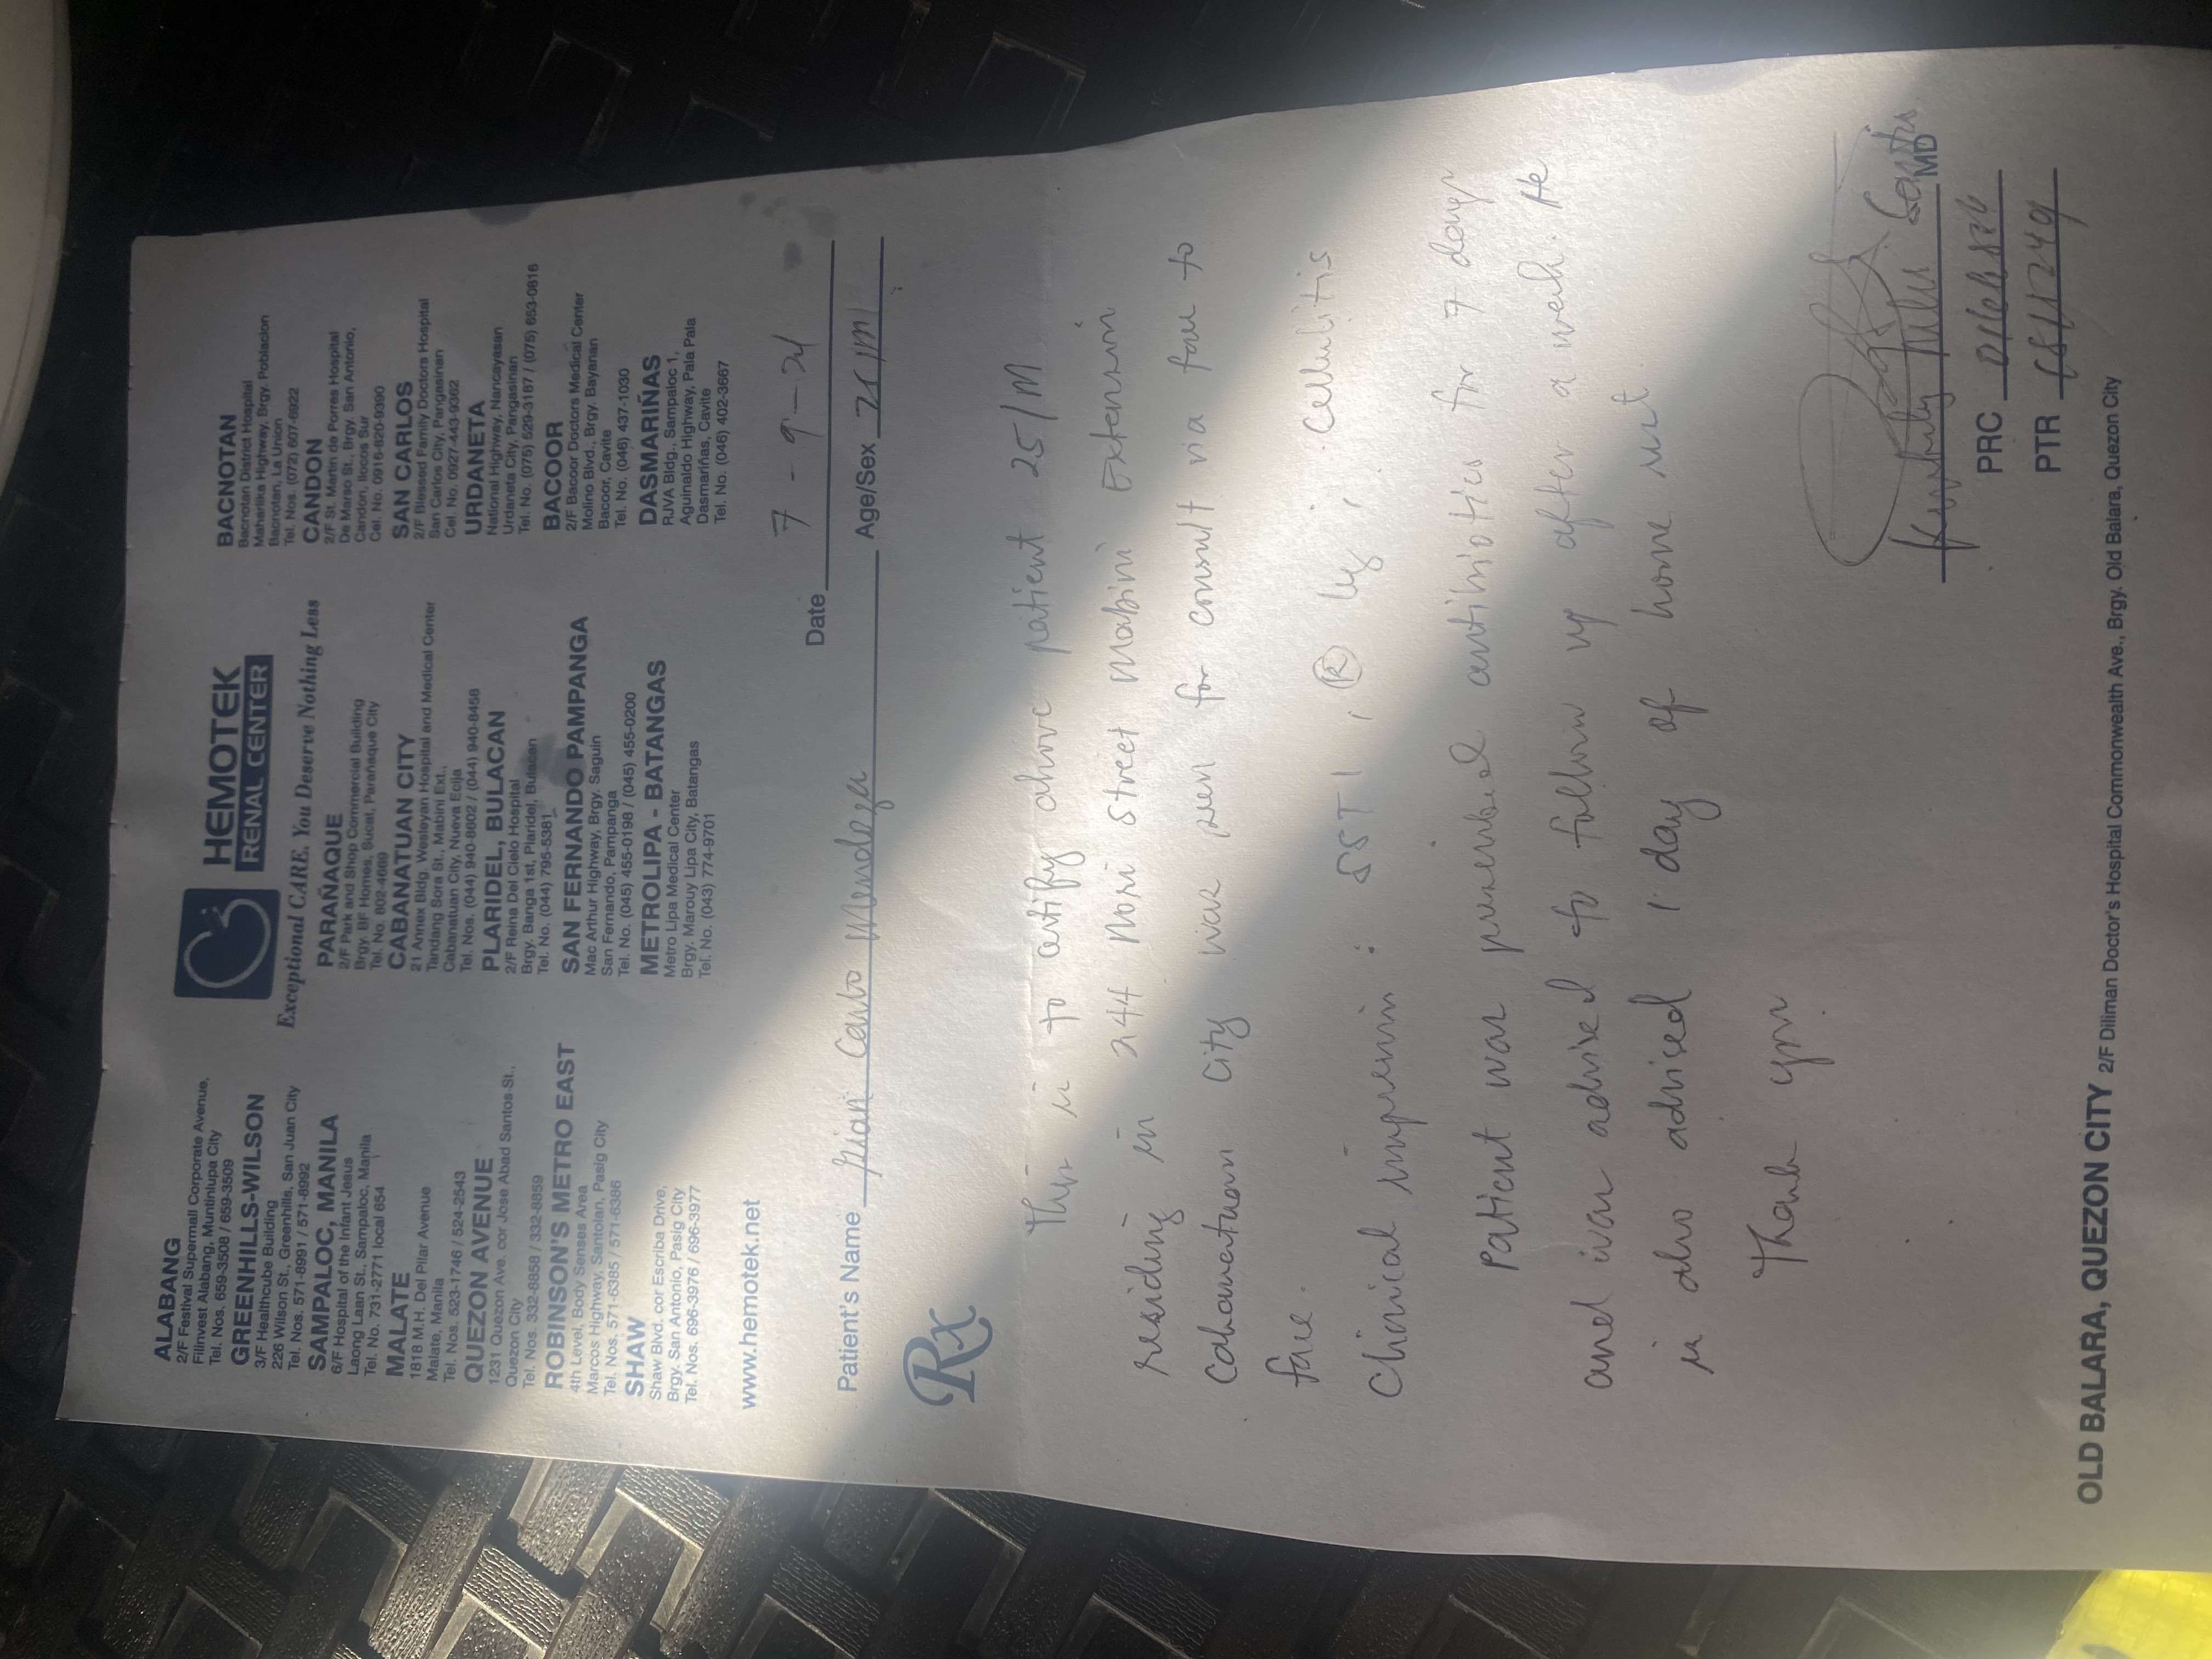 ALABANG
2/F Festival Supermall Corporate Avenue,
Filinvest Alabang, Muntinlupa City
Tel. Nos. 659-3508 / 659-3509
GREENHILLS-WILSON
3/F Healthcube Building
226 Wilson St., Greenhills, San Juan City
Tel. Nos. 571-8991 / 571-8992
SAMPALOC, MANILA
6/F Hospital of the Infant Jesus
Laong Laan St., Sampaloc, Manila
Tel. No. 731-2771 local 654
MALATE
1818 M.H. Del Pilar Avenue
Malate, Manila
Tel. Nos. 523-1746 / 524-2543
QUEZON AVENUE
1231 Quezon Ave. cor Jose Abad Santos St.,
Quezon City
Tel. Nos. 332-8858 / 332-8859
ROBINSON'S METRO EAST
4th Level, Body Senses Area
Marcos Highway, Santolan, Pasig City
Tel. Nos. 571-6385 / 571-6386
SHAW
Shaw Blvd. cor Escriba Drive,
Brgy. San Antonio, Pasig City
Tel. Nos. 696-3976 / 696-3977
www.hemotek.net
HEMOTEK
RENAL CENTER
Exceptional CARE. You Deserve Nothing Less
PARAÑAQUE
2/F Park and Shop Commercial Building
Brgy. BF Homes, Sucat, Parañaque City
Tel. No. 802-4669
CABANATUAN CITY
21 Annex Bldg. Wesleyan Hospital and Medical Center
Tandang Sora St., Mabini Ext.,
Cabanatuan City, Nueva Ecija
Tel. Nos. (044) 940-8602 / (044) 940-8456
PLARIDEL, BULACAN
2/F Reina Del Cielo Hospital
Brgy. Banga 1st, Plaridel, Bulacan
Tel. No. (044) 795-5381
SAN FERNANDO PAMPANGA
Mac Arthur Highway, Brgy. Saguin
San Fernando, Pampanga
Tel. No. (045) 455-0198 / (045) 455-0200
METROLIPA - BATANGAS
Metro Lipa Medical Center
Brgy. Marouy Lipa City, Batangas
Tel. No. (043) 774-9701
BACNOTAN
Bacnotan District Hospital
Maharlika Highway, Brgy. Poblacion
Bacnotan, La Union
Tel. Nos. (072) 607-6922
CANDON
2/F St. Martin de Porres Hospital
De Marso St., Brgy. San Antonio,
Candon, Ilocos Sur
Cel. No. 0916-820-9390
SAN CARLOS
2/F Blessed Family Doctors Hospital
San Carlos City, Pangasinan
Cel. No. 0927-443-9362
URDANETA
National Highway, Nancayasan
Urdaneta City, Pangasinan
Tel. No. (075) 529-3187 / (075) 653-0816
BACOOR
2/F Bacoor Doctors Medical Center
Molino Blvd., Brgy. Bayanan
Bacoor, Cavite
Tel. No. (046) 437-1030
DASMARIÑAS
RJVA Bldg., Sampaloc 1,
Aguinaldo Highway, Pala Pala
Dasmariñas, Cavite
Tel. No. (046) 402-3667
Date 7 - 9 -
Patient's Name Gian Carlo Mendoza Age/Sex 25/M
Rx
This is to certify above patient 25/M
residing in 244 Nori Street Mabini Extension
Cabanatuan City was seen for consult via face to
face.
Clinical impression : SSTI , R leg ; Cellulitis
Patient was prescribed antibiotics for 7 days
and was advised to follow up after a week. He
is also advised 1 day of home rest
Thank you
MD
PRC
PTR
OLD BALARA, QUEZON CITY 2/F Diliman Doctor's Hospital Commonwealth Ave., Brgy. Old Balara, Quezon City